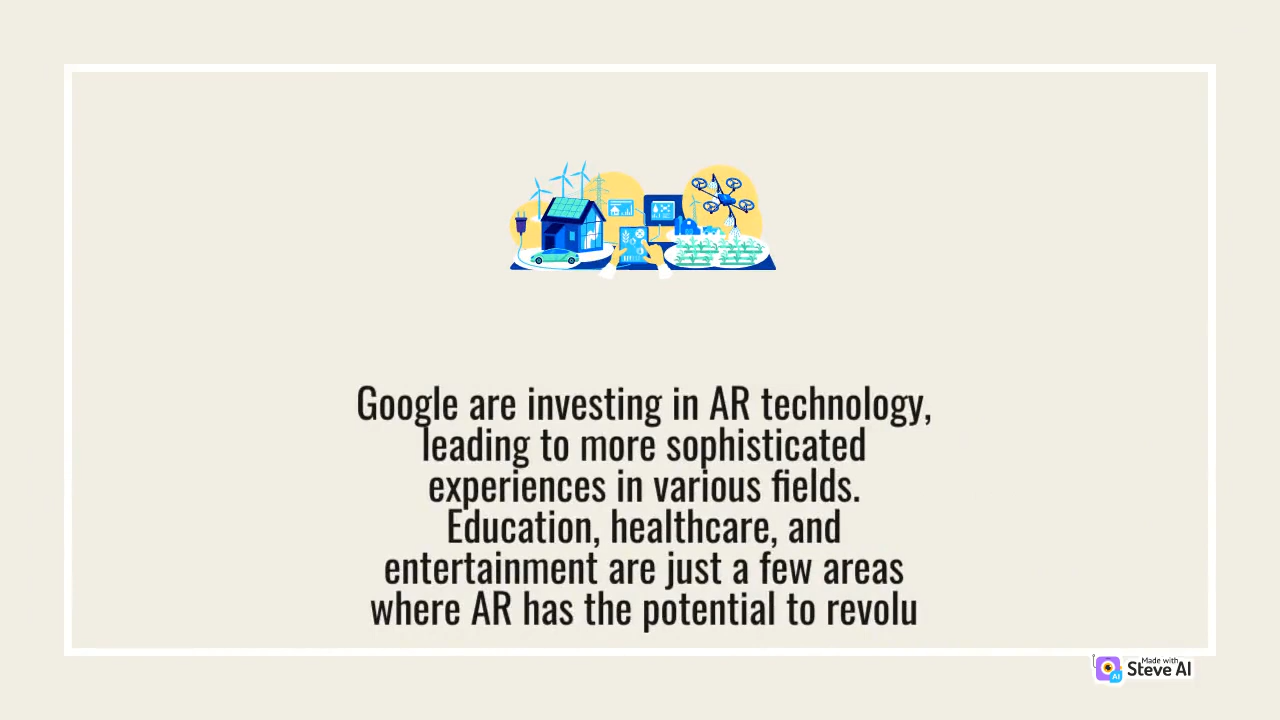 Google are investing in AR technology,
leading to more sophisticated
experiences in various fields.
Education, healthcare, and
entertainment are just a few areas
where AR has the potential to revolu
Made with
Steve AI
AI